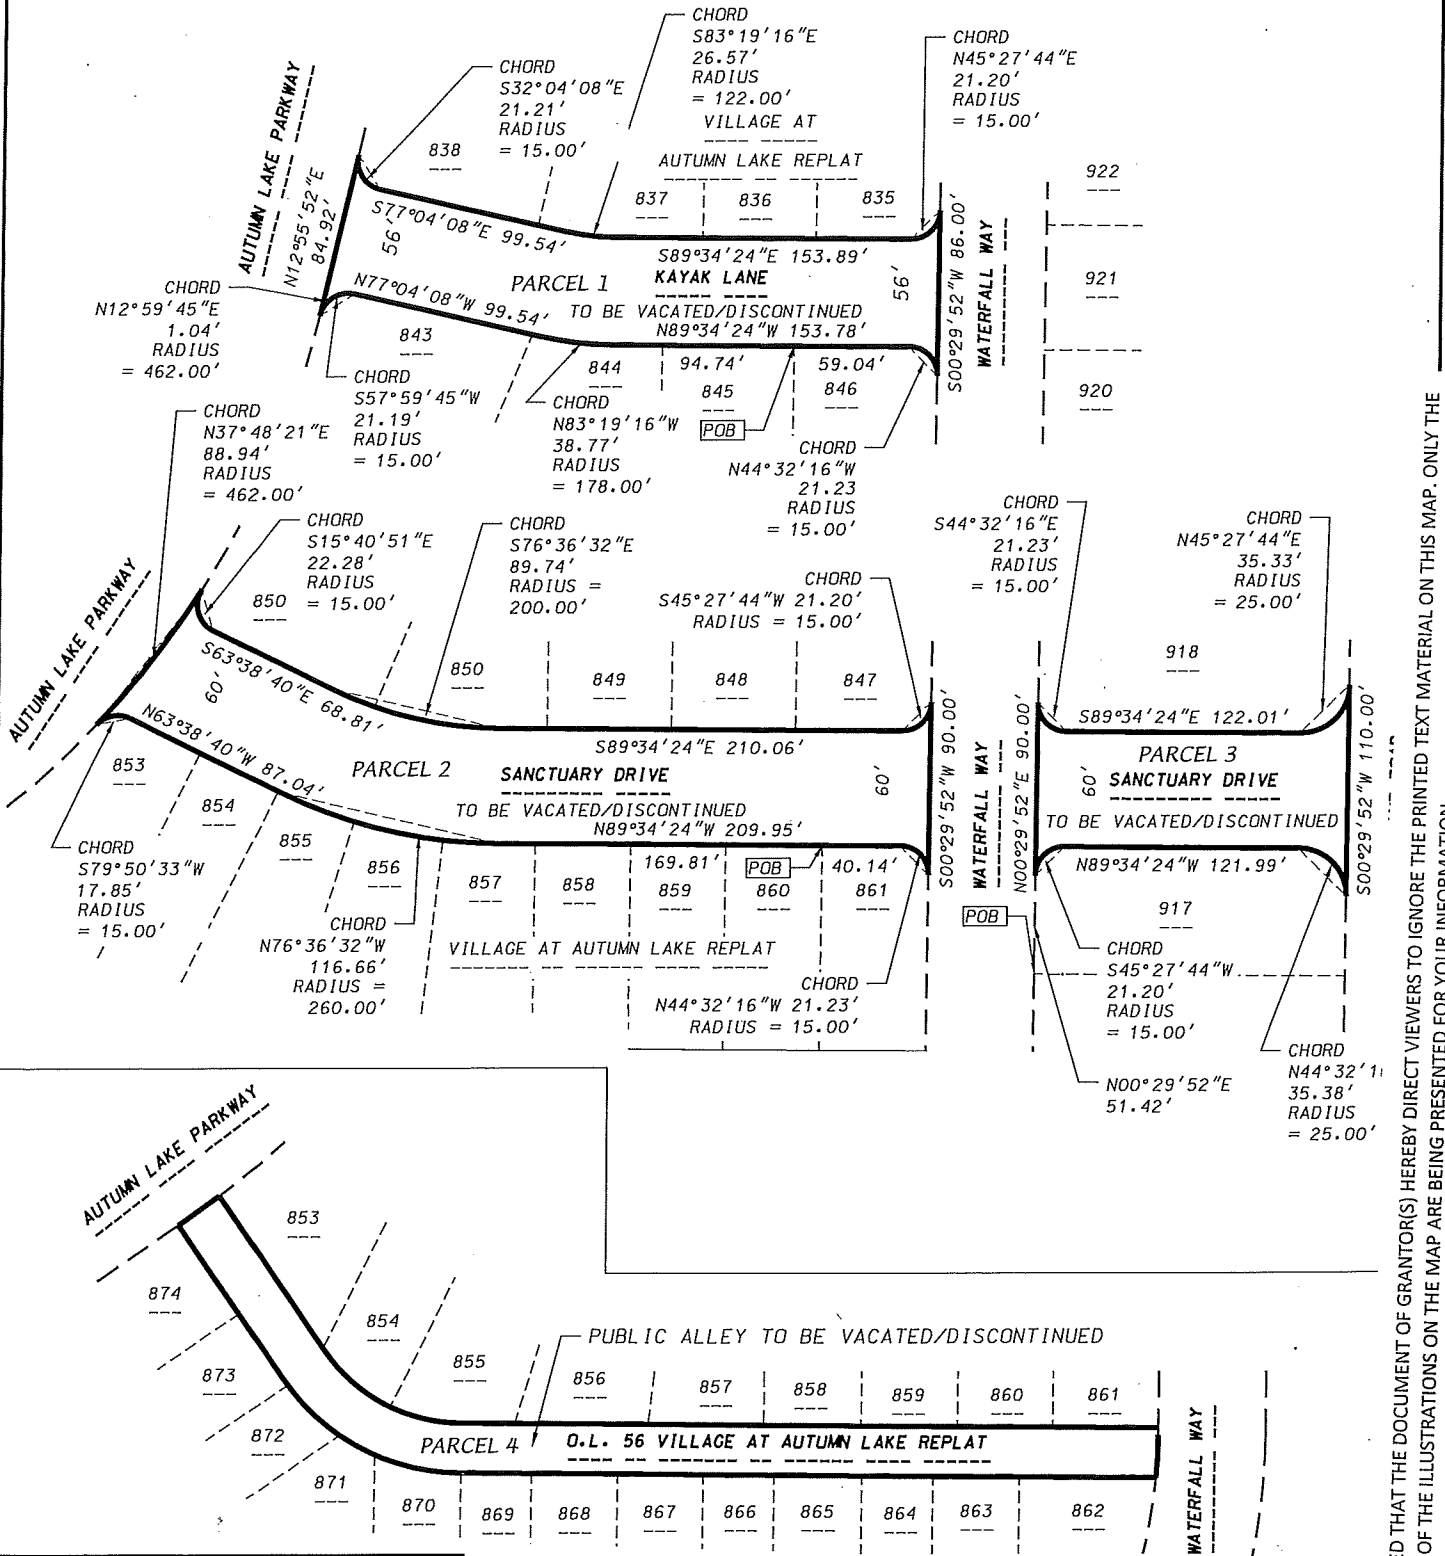 CHORD
S83°19'16"E
26.57'
RADIUS
= 122.00'
CHORD
N45°27'44"E
21.20'
RADIUS
= 15.00'
CHORD
S32°04'08"E
21.21'
RADIUS
= 15.00'
AUTUMN LAKE PARKWAY
VILLAGE AT
AUTUMN LAKE REPLAT
838
837
836
835
922
921
920
N12°55'52"E
84.92'
56'
S77°04'08"E 99.54'
N77°04'08"W 99.54'
PARCEL 1
S89°34'24"E 153.89'
KAYAK LANE
TO BE VACATED/DISCONTINUED
N89°34'24"W 153.78'
56'
S00°29'52"W 86.00'
WATERFALL WAY
CHORD
N12°59'45"E
1.04'
RADIUS
= 462.00'
843
844
94.74'
845
59.04'
846
POB
CHORD
S57°59'45"W
21.19'
RADIUS
= 15.00'
CHORD
N83°19'16"W
38.77'
RADIUS
= 178.00'
CHORD
N44°32'16"W
21.23
RADIUS
= 15.00'
CHORD
N37°48'21"E
88.94'
RADIUS
= 462.00'
CHORD
S15°40'51"E
22.28'
RADIUS
= 15.00'
CHORD
S76°36'32"E
89.74'
RADIUS =
200.00'
CHORD
S45°27'44"W 21.20'
RADIUS = 15.00'
CHORD
S44°32'16"E
21.23'
RADIUS
= 15.00'
CHORD
N45°27'44"E
35.33'
RADIUS
= 25.00'
AUTUMN LAKE PARKWAY
850
850
849
848
847
918
S63°38'40"E 68.81'
60'
N63°38'40"W 87.04'
PARCEL 2
S89°34'24"E 210.06'
SANCTUARY DRIVE
TO BE VACATED/DISCONTINUED
N89°34'24"W 209.95'
60'
S00°29'52"W 90.00'
WATERFALL WAY
N00°29'52"E 90.00'
S89°34'24"E 122.01'
PARCEL 3
60'
SANCTUARY DRIVE
TO BE VACATED/DISCONTINUED
N89°34'24"W 121.99'
S00°29'52"W 110.00'
853
854
855
856
857
858
169.81'
859
POB
860
40.14'
861
POB
917
CHORD
S79°50'33"W
17.85'
RADIUS
= 15.00'
CHORD
N76°36'32"W
116.66'
RADIUS =
260.00'
VILLAGE AT AUTUMN LAKE REPLAT
CHORD
N44°32'16"W 21.23'
RADIUS = 15.00'
CHORD
S45°27'44"W
21.20'
RADIUS
= 15.00'
N00°29'52"E
51.42'
CHORD
N44°32'1
35.38'
RADIUS
= 25.00'
AUTUMN LAKE PARKWAY
853
874
854
873
855
872
871
PUBLIC ALLEY TO BE VACATED/DISCONTINUED
856
857
858
859
860
861
PARCEL 4
O.L. 56 VILLAGE AT AUTUMN LAKE REPLAT
870
869
868
867
866
865
864
863
862
WATERFALL WAY
ED THAT THE DOCUMENT OF GRANTOR(S) HEREBY DIRECT VIEWERS TO IGNORE THE PRINTED TEXT MATERIAL ON THIS MAP. ONLY THE
OF THE ILLUSTRATIONS ON THE MAP ARE BEING PRESENTED FOR YOUR INFORMATION